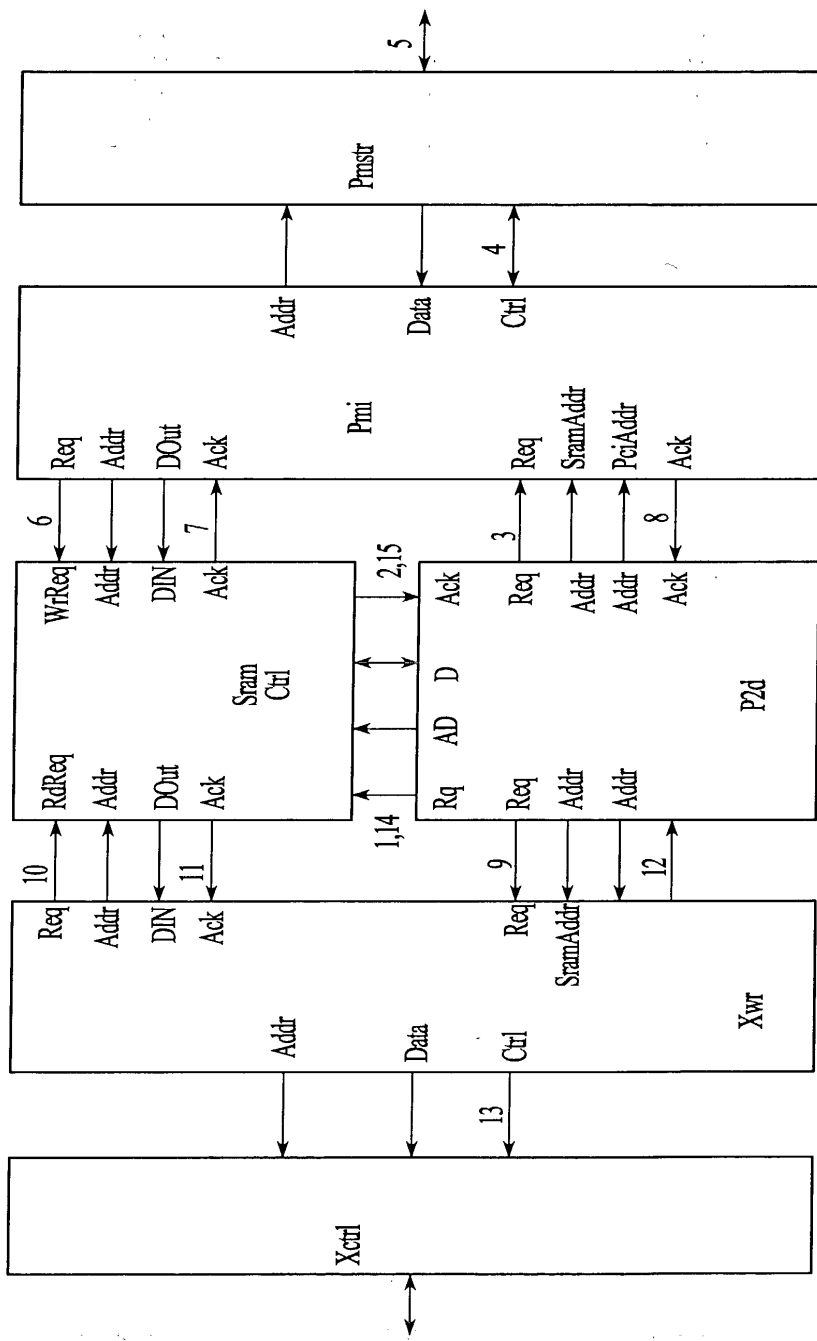 Xctrl
Addr
Data
Ctrl
13
Xwr
Req
Addr
DIN
Ack
Req
SramAddr
10
11
9
12
RdReq
Addr
DOut
Ack
Sram
Ctrl
WrReq
Addr
DIN
Ack
1,14
2,15
Rq
AD
D
Ack
Req
Addr
Addr
P2d
Req
Addr
Addr
Ack
6
7
3
8
Req
Addr
DOut
Ack
Pmi
Req
SramAddr
PciAddr
Ack
Addr
Data
Ctrl
4
Pmstr
5